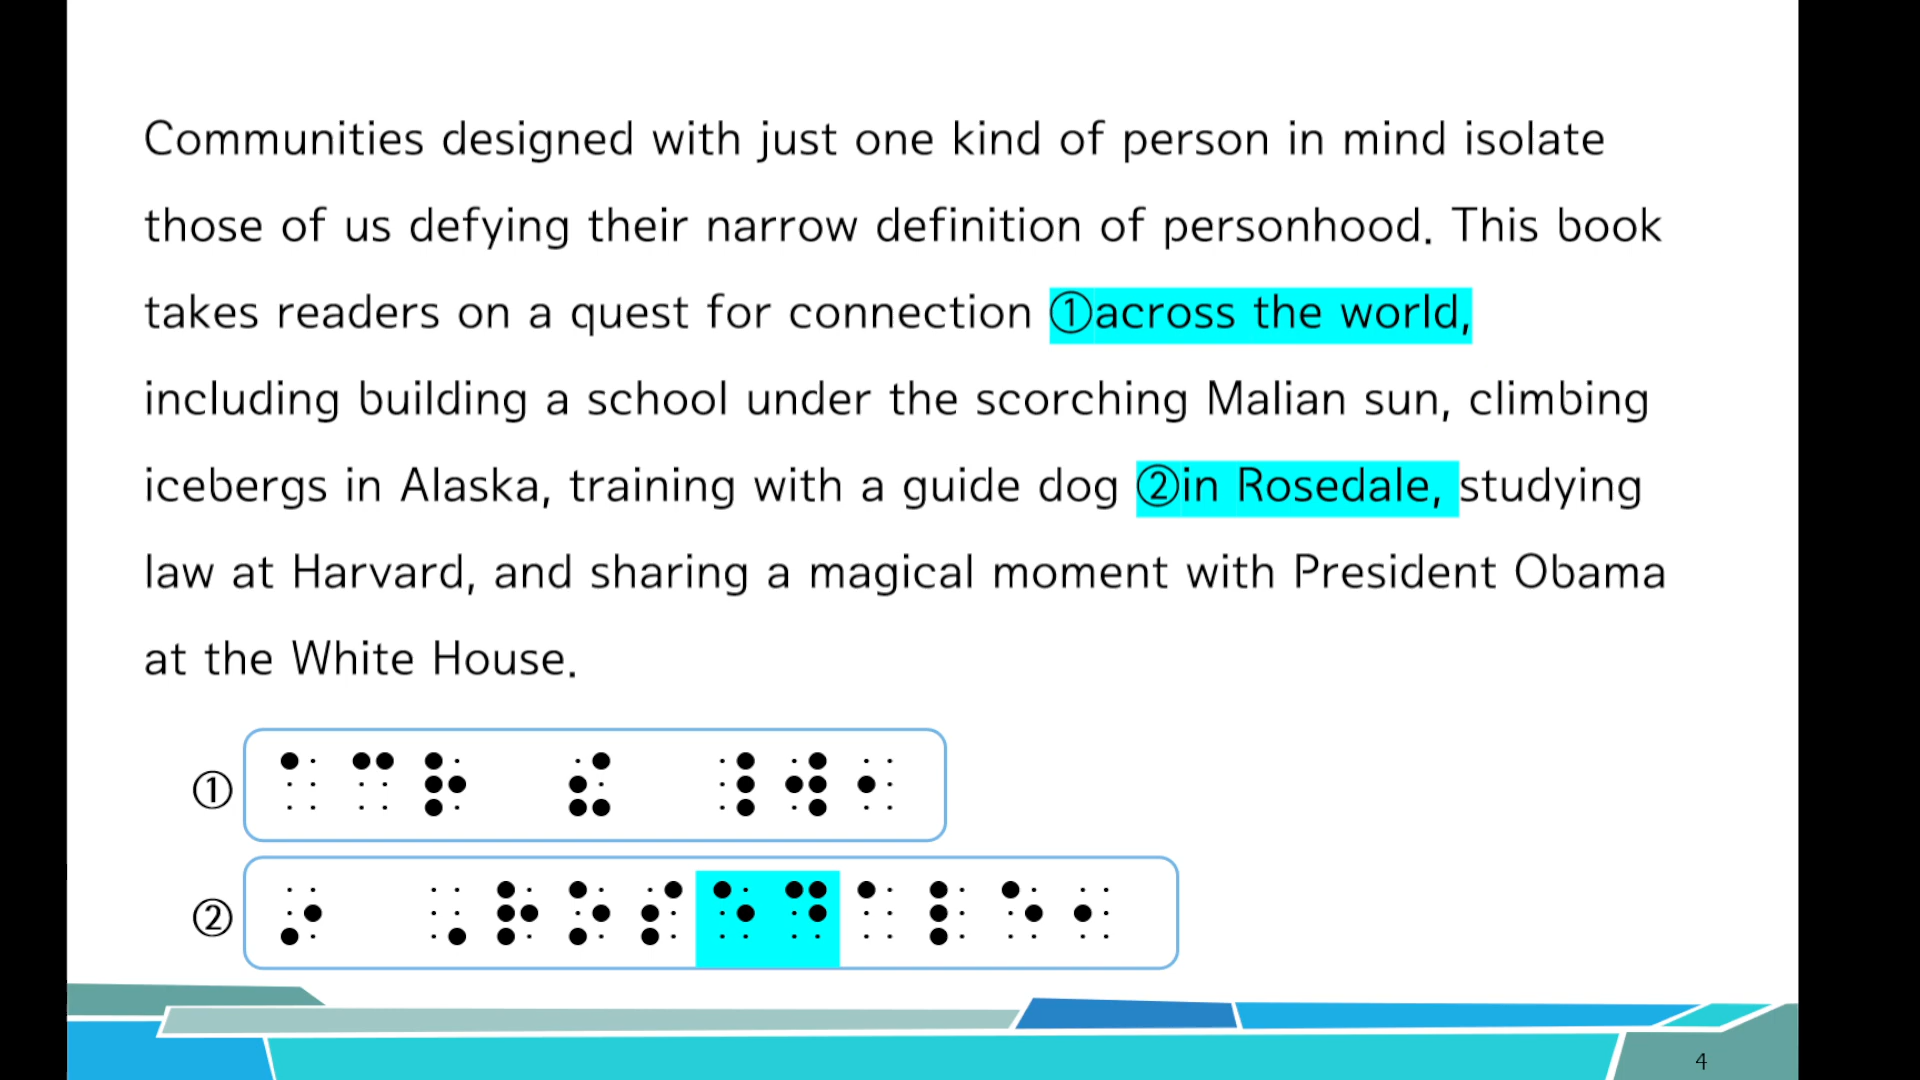 Communities designed with just one kind of person in mind isolate
those of us defying their narrow definition of personhood. This book
takes readers on a quest for connection ①across the world,
including building a school under the scorching Malian sun, climbing
icebergs in Alaska, training with a guide dog ②in Rosedale, studying
law at Harvard, and sharing a magical moment with President Obama
at the White House.
① ⠁⠉⠗ ⠮ ⠸⠺⠂
② ⠔ ⠠⠗⠕⠎⠑⠙⠁⠇⠑⠂
4